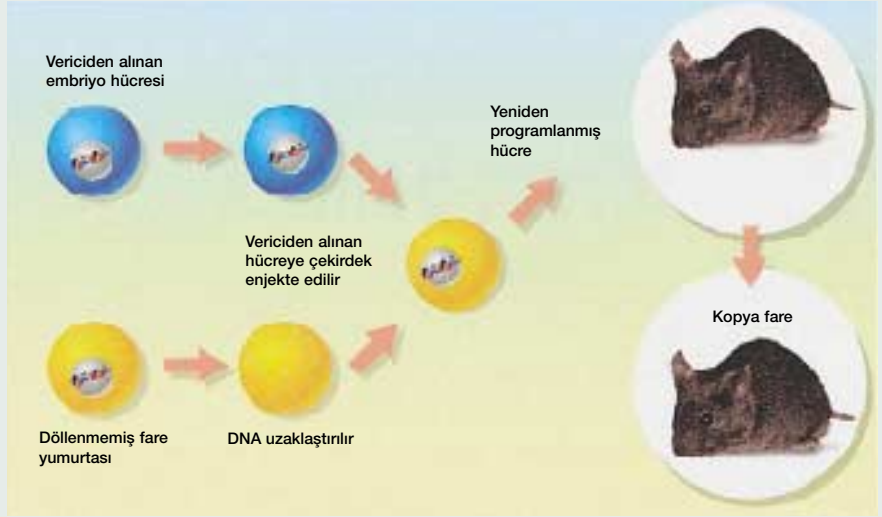 Vericiden alınan
embriyo hücresi
Yeniden
programlanmış
hücre
Vericiden alınan
hücreye çekirdek
enjekte edilir
Kopya fare
Döllenmemiş fare
yumurtası
DNA uzaklaştırılır